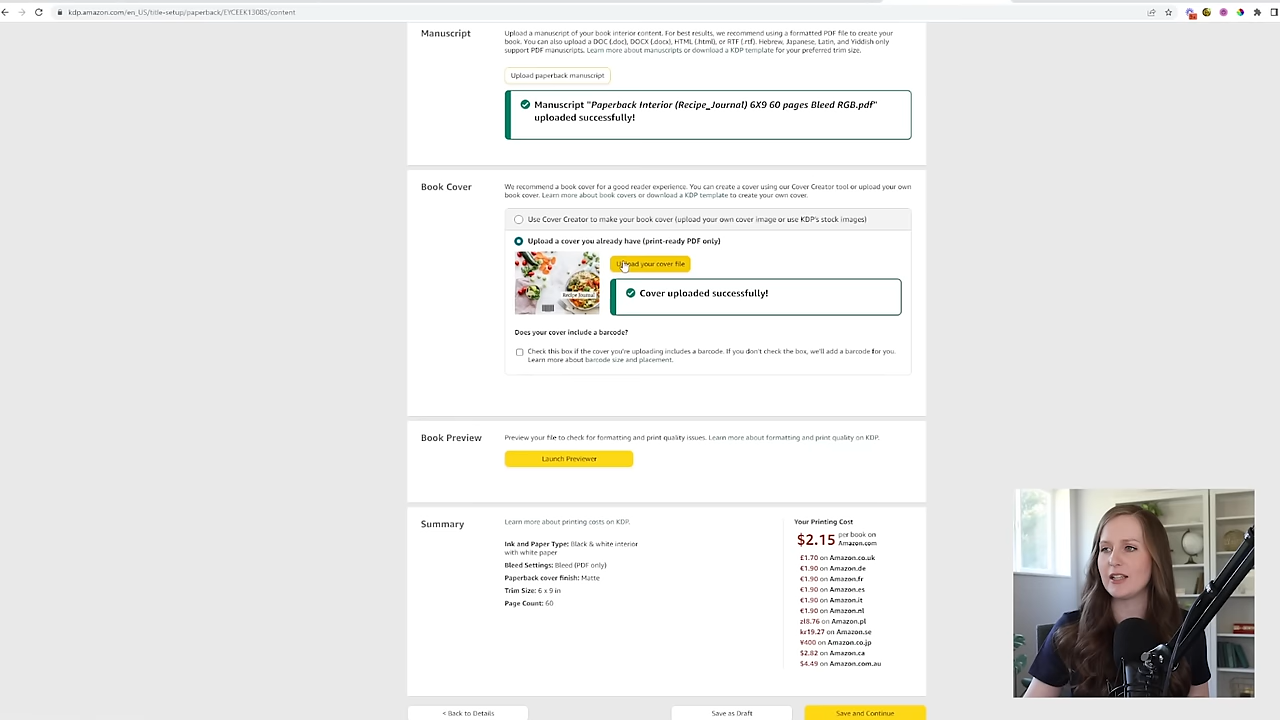 kdp.amazon.com/en_US/title-setup/paperback/EYCEEK1308S/content
Manuscript
Upload a manuscript of your book interior content. For best results, we recommend using a formatted PDF file to create your
book. You can also upload a DOC (.doc), DOCX (.docx), HTML (.html), or RTF (.rtf). Hebrew, Japanese, Latin, and Yiddish only
support PDF manuscripts. Learn more about manuscripts or download a KDP template for your preferred trim size.
Upload paperback manuscript
Manuscript "Paperback Interior (Recipe_Journal) 6X9 60 pages Bleed RGB.pdf"
uploaded successfully!
Book Cover
We recommend a book cover for a good reader experience. You can create a cover using our Cover Creator tool or upload your own
book cover. Learn more about book covers or download a KDP template to create your own cover.
Use Cover Creator to make your book cover (upload your own cover image or use KDP's stock images)
Upload a cover you already have (print-ready PDF only)
Upload your cover file
Recipe Journal
Cover uploaded successfully!
Does your cover include a barcode?
Check this box if the cover you're uploading includes a barcode. If you don't check the box, we'll add a barcode for you.
Learn more about barcode size and placement.
Book Preview
Preview your file to check for formatting and print quality issues. Learn more about formatting and print quality on KDP.
Launch Previewer
Summary
Learn more about printing costs on KDP.
Ink and Paper Type: Black & white interior
with white paper
Bleed Settings: Bleed (PDF only)
Paperback cover finish: Matte
Trim Size: 6 x 9 in
Page Count: 60
Your Printing Cost
$2.15 per book on
Amazon.com
£1.70 on Amazon.co.uk
€1.90 on Amazon.de
€1.90 on Amazon.fr
€1.90 on Amazon.es
€1.90 on Amazon.it
€1.90 on Amazon.nl
zł8.76 on Amazon.pl
kr19.27 on Amazon.se
¥400 on Amazon.co.jp
$2.82 on Amazon.ca
$4.49 on Amazon.com.au
< Back to Details
Save as Draft
Save and Continue